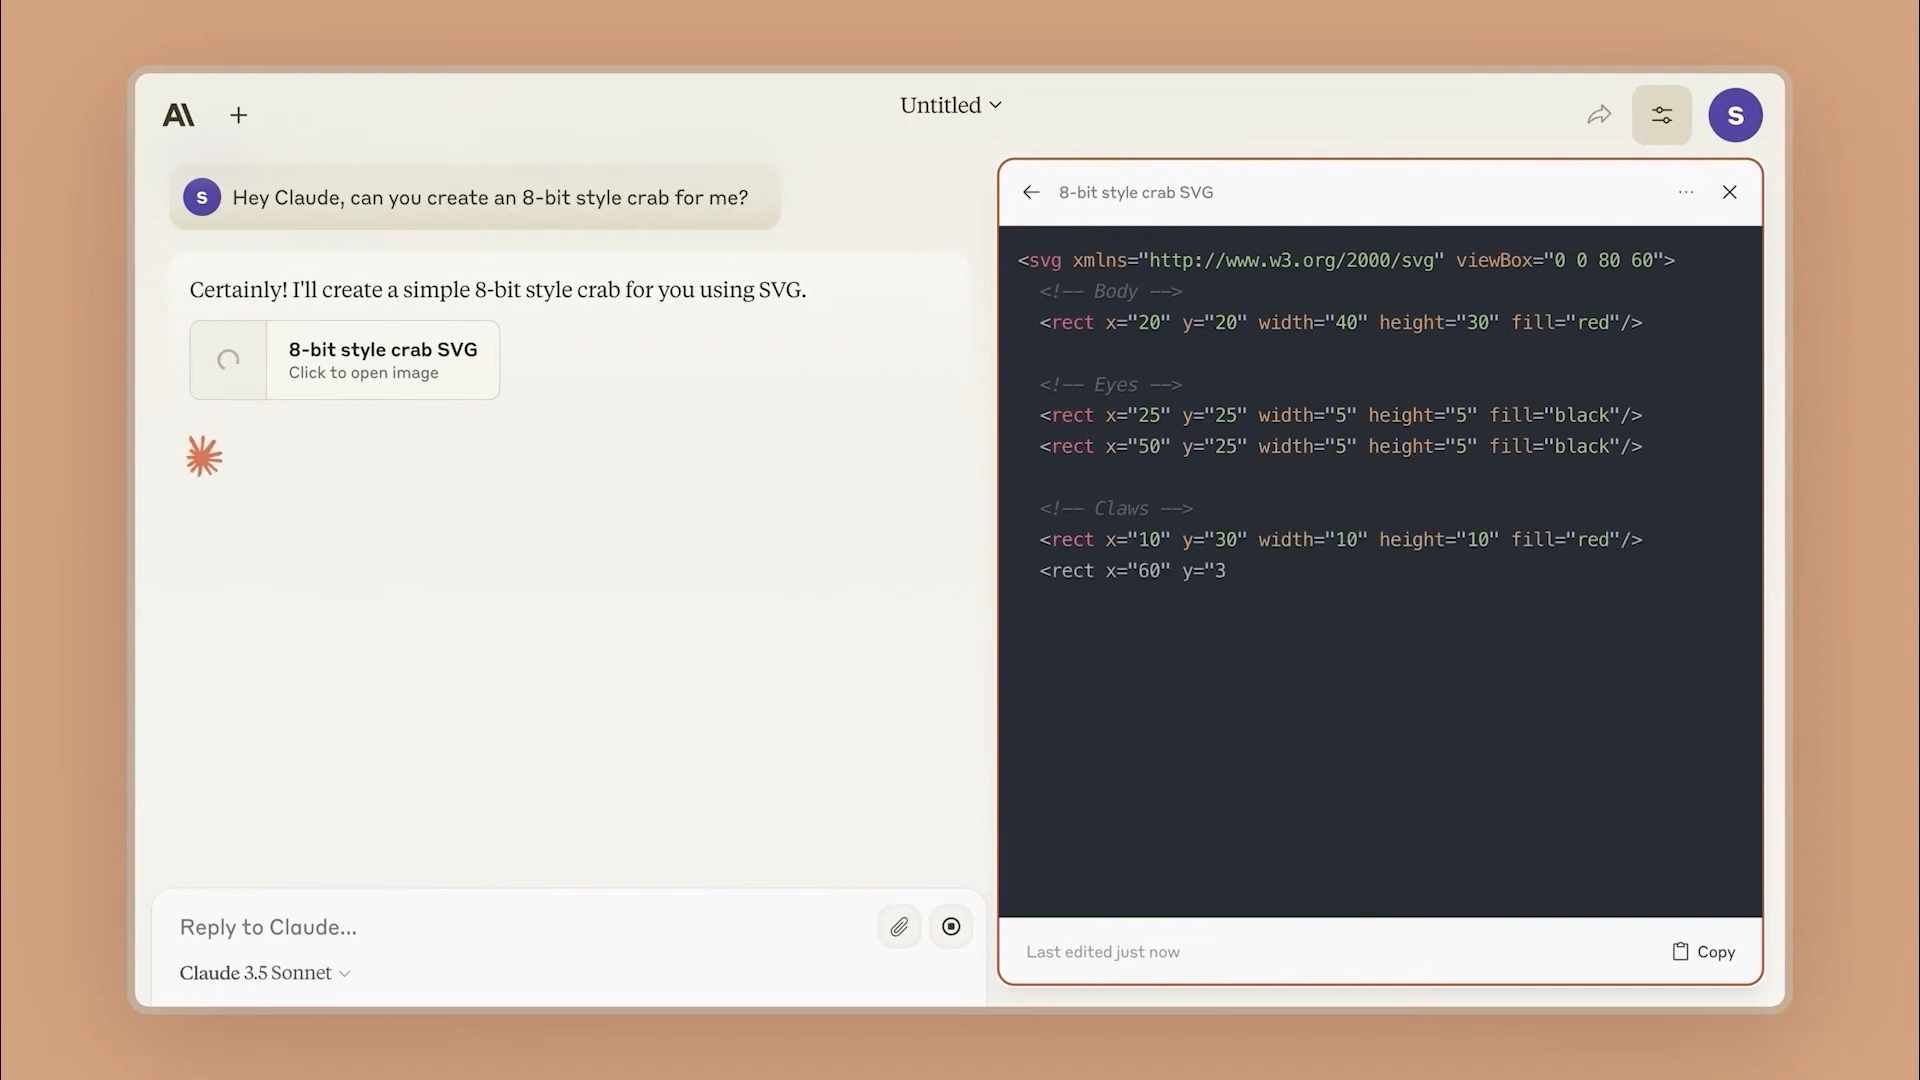 A\
Untitled
S
S
Hey Claude, can you create an 8-bit style crab for me?
Certainly! I'll create a simple 8-bit style crab for you using SVG.
8-bit style crab SVG
Click to open image
Reply to Claude...
Claude 3.5 Sonnet
8-bit style crab SVG
<svg xmlns="http://www.w3.org/2000/svg" viewBox="0 0 80 60">
<!-- Body -->
<rect x="20" y="20" width="40" height="30" fill="red"/>
<!-- Eyes -->
<rect x="25" y="25" width="5" height="5" fill="black"/>
<rect x="50" y="25" width="5" height="5" fill="black"/>
<!-- Claws -->
<rect x="10" y="30" width="10" height="10" fill="red"/>
<rect x="60" y="3
Last edited just now
Copy